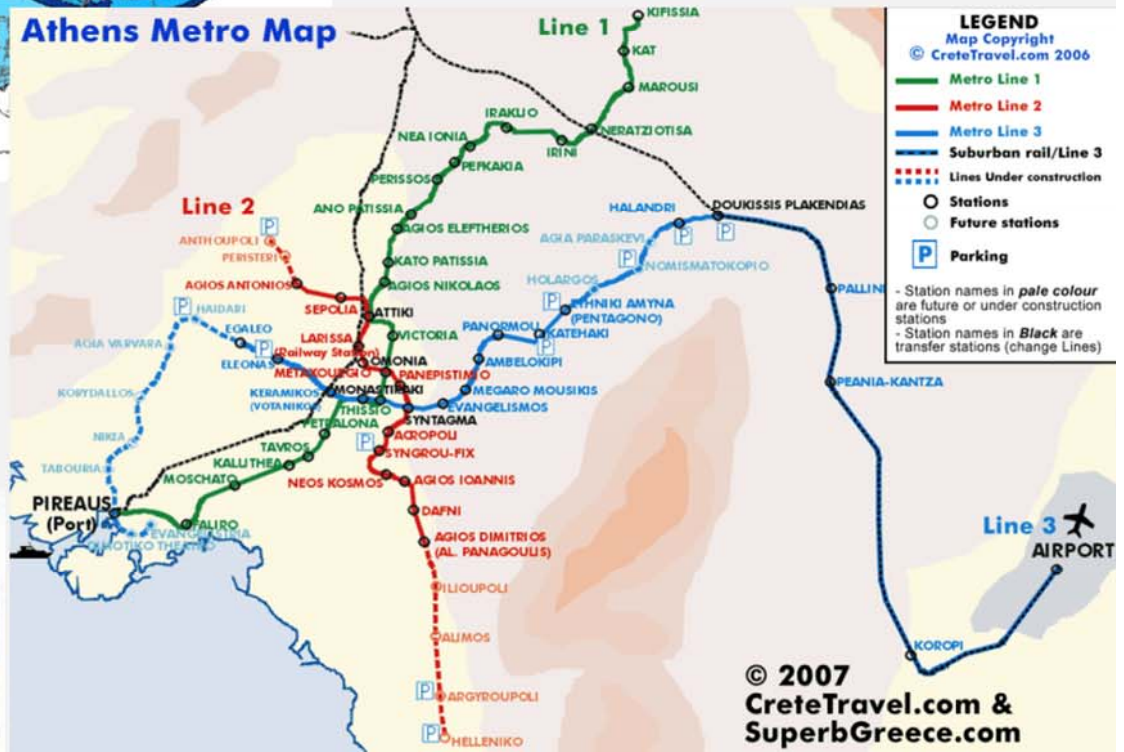 Athens Metro Map
Line 1
KIFISSIA
KAT
MAROUSI
IRAKLIO
NERATZIOTISA
NEA IONIA
IRINI
PEFKAKIA
PERISSOS
ANO PATISSIA
AGIOS ELEFTHERIOS
KATO PATISSIA
AGIOS NIKOLAOS
Line 2
P
ANTHOUPOLI
PERISTERI
AGIOS ANTONIOS
SEPOLIA
ATTIKI
P
HAIDARI
EGALEO
P
AGIA VARVARA
ELEONAS
KORYDALLOS
NIKEA
TABOURIA
LARISSA
(Railway Station)
VICTORIA
OMONIA
METAXOURGIO
PANEPISTIMIO
KERAMIKOS
(VOTANIKOS)
MONASTIRAKI
THISSIO
SYNTAGMA
PETRALONA
TAVROS
KALLITHEA
MOSCHATO
PIREAUS
(Port)
FALIRO
EVANGELISTRIA
P
ACROPOLI
SYNGROU-FIX
NEOS KOSMOS
AGIOS IOANNIS
DAFNI
AGIOS DIMITRIOS
(AL. PANAGOULIS)
ILIOUPOLI
ALIMOS
P
ARGYROUPOLI
P
HELLENIKO
EVANGELISMOS
MEGARO MOUSIKIS
AMBELOKIPI
PANORMOU
KATEHAKI
P
P
ETHNIKI AMYNA
(PENTAGONO)
HOLARGOS
P
NOMISMATOKOPIO
AGIA PARASKEVI
HALANDRI
P
DOUKISSIS PLAKENDIAS
P
PALLINI
PEANIA-KANTZA
KOROPI
Line 3
AIRPORT
LEGEND
Map Copyright
© CreteTravel.com 2006
Metro Line 1
Metro Line 2
Metro Line 3
Suburban rail/Line 3
Lines Under construction
Stations
Future stations
P
Parking
- Station names in pale colour
are future or under construction
stations
- Station names in Black are
transfer stations (change Lines)
© 2007
CreteTravel.com &
SuperbGreece.com